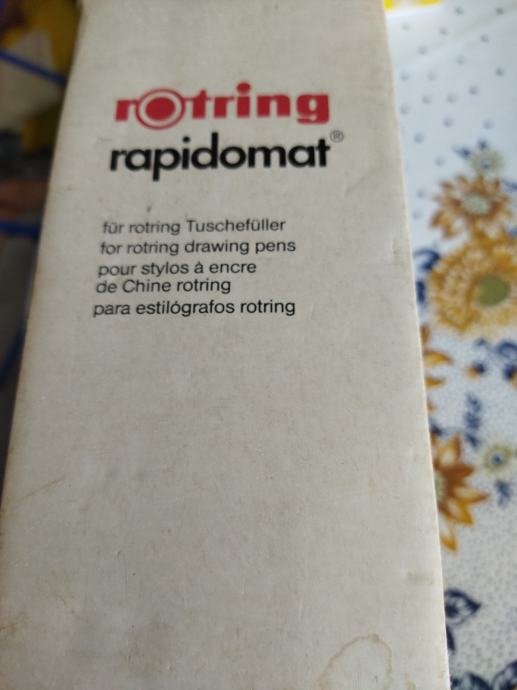 rotring
rapidomat®
für rotring Tuschefüller
for rotring drawing pens
pour stylos à encre
de Chine rotring
para estilógrafos rotring